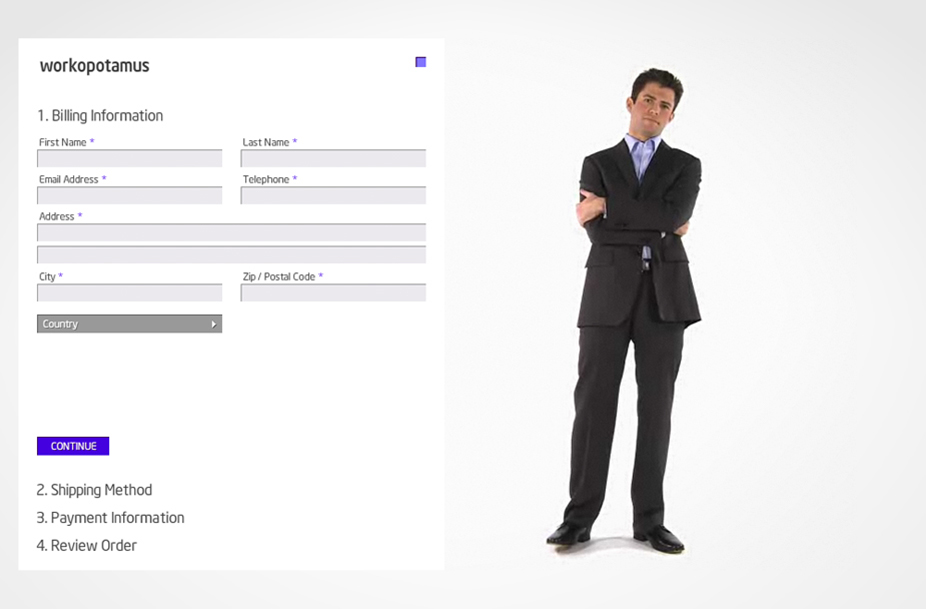 workopotamus
1. Billing Information
First Name * Last Name *
Email Address * Telephone *
Address *
City * Zip / Postal Code *
Country
CONTINUE
2. Shipping Method
3. Payment Information
4. Review Order